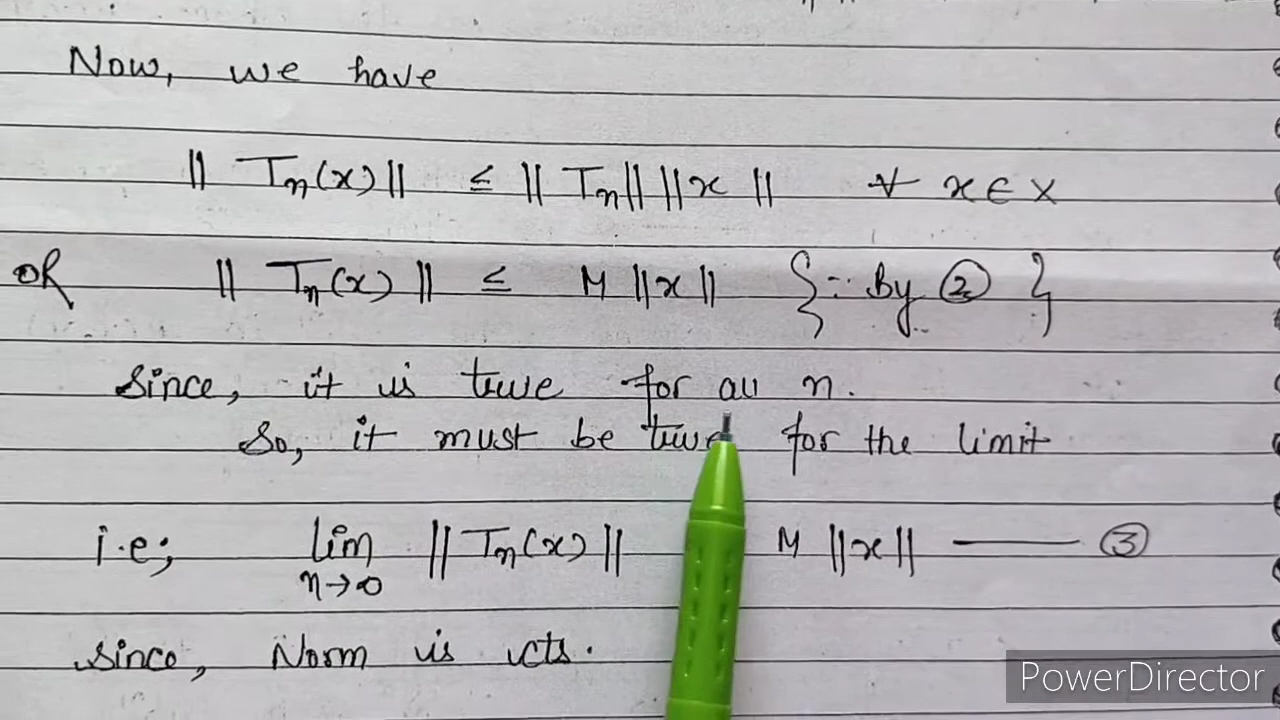 Now, we have
|| Tn(x) || ≤ || Tn || || x || ∀ x ∈ X
OR || Tn(x) || ≤ M || x || {∵ By ② }
Since, it is true for all n.
So, it must be true for the limit
i.e; lim n→∞ || Tn(x) || M || x || —— ③
since, Norm is cts.
PowerDirector